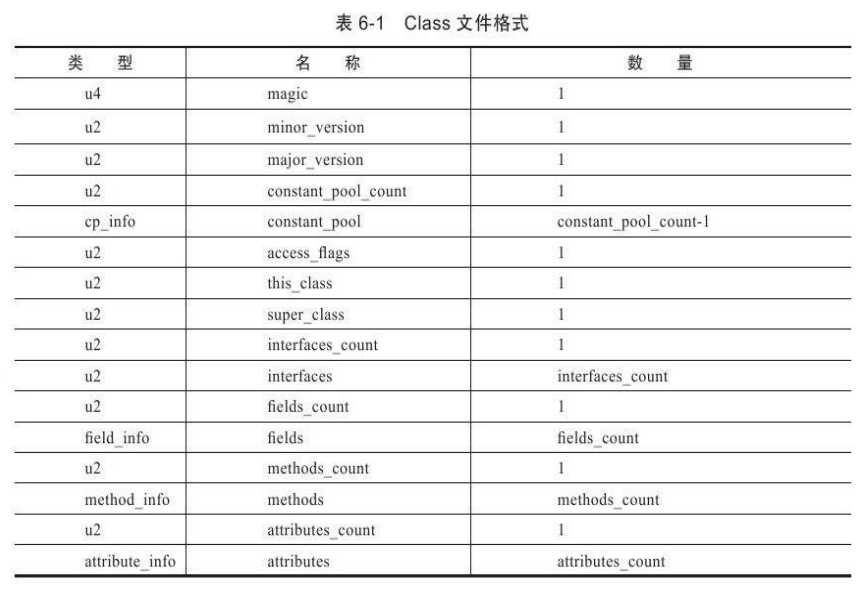 表 6-1 Class 文件格式
类 型 名 称 数 量
u4 magic 1
u2 minor_version 1
u2 major_version 1
u2 constant_pool_count 1
cp_info constant_pool constant_pool_count-1
u2 access_flags 1
u2 this_class 1
u2 super_class 1
u2 interfaces_count 1
u2 interfaces interfaces_count
u2 fields_count 1
field_info fields fields_count
u2 methods_count 1
method_info methods methods_count
u2 attributes_count 1
attribute_info attributes attributes_count